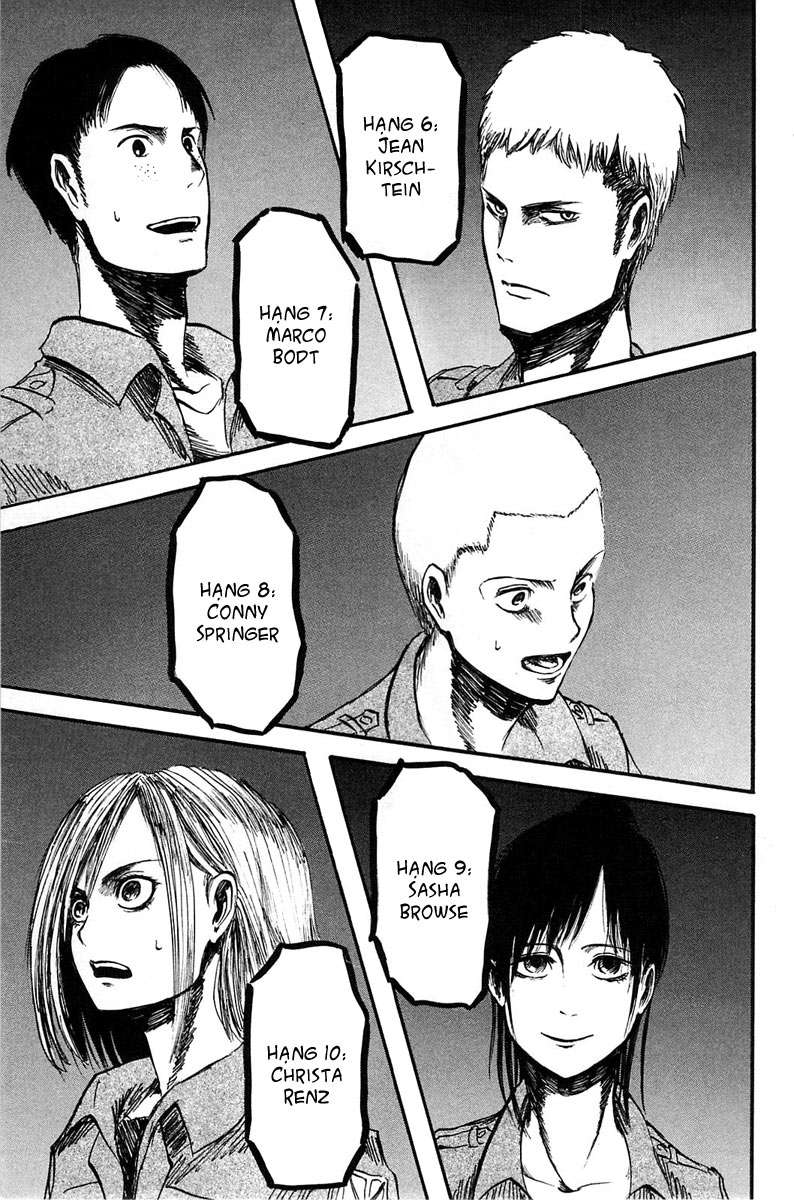 HẠNG 6:
JEAN
KIRSCH-
TEIN
HẠNG 7:
MARCO
BODT
HẠNG 8:
CONNY
SPRINGER
HẠNG 9:
SASHA
BROWSE
HẠNG 10:
CHRISTA
RENZ